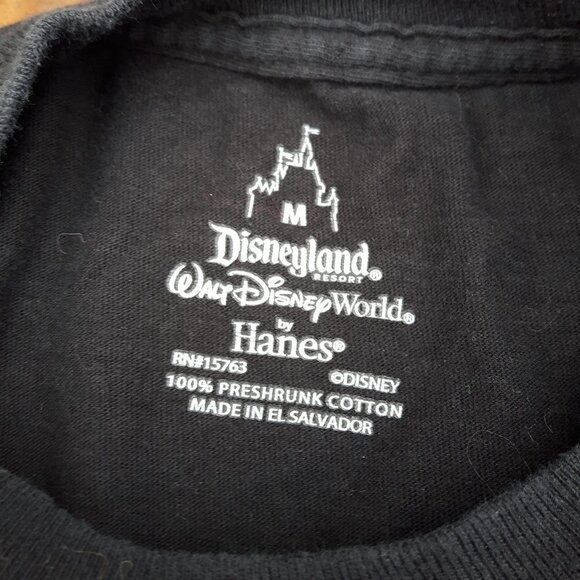 M
Disneyland®
RESORT
WALT DISNEY World®
by
Hanes®
RN#15763 ©DISNEY
100% PRESHRUNK COTTON
MADE IN EL SALVADOR